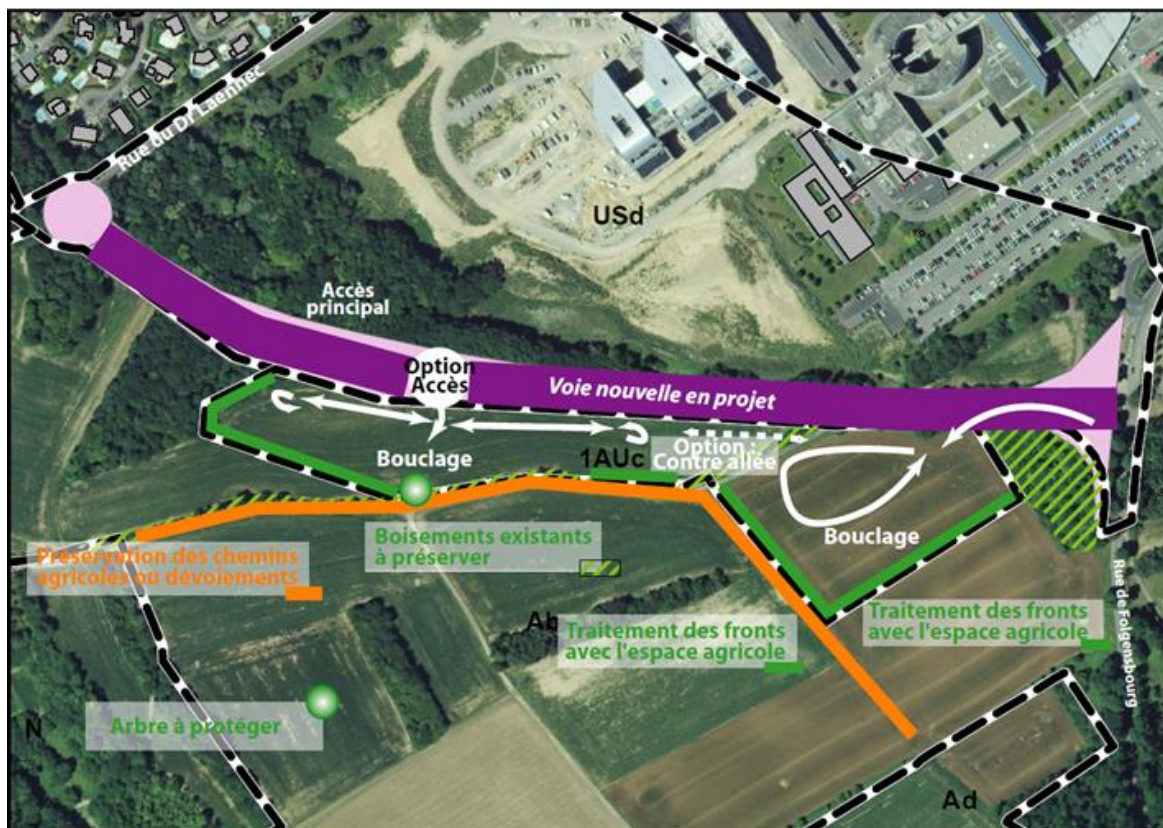 Rue du Dr Laennec
USd
Accès
principal
Option
Accès
Voie nouvelle en projet
Option :
Contre allée
1AUc
Bouclage
Bouclage
Boisements existants
à préserver
Préservation des chemins
agricoles ou dévoiements
Traitement des fronts
avec l'espace agricole
Traitement des fronts
avec l'espace agricole
Rue de Folgensbourg
Arbre à protéger
N
Ad